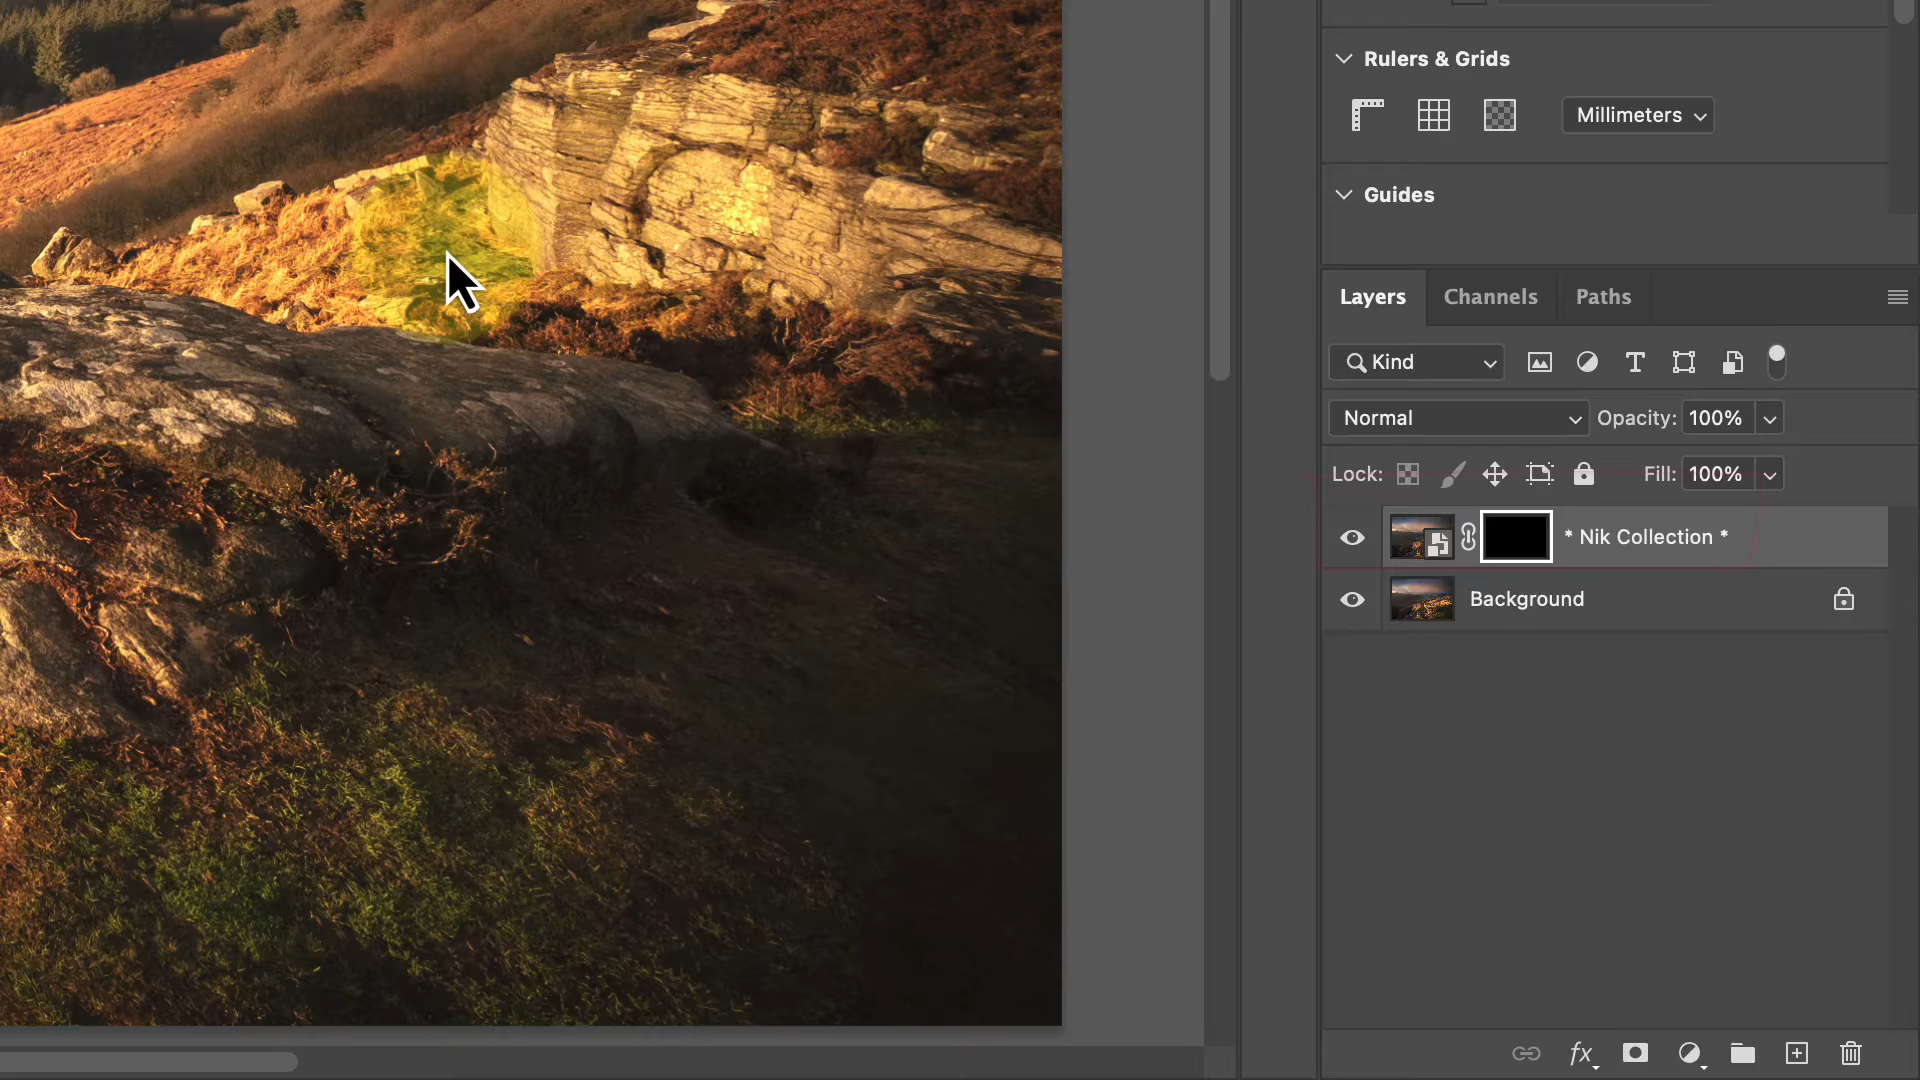 Rulers & Grids
Millimeters
Guides
Layers Channels Paths
Kind
Normal Opacity: 100%
Lock: Fill: 100%
* Nik Collection *
Background
fx